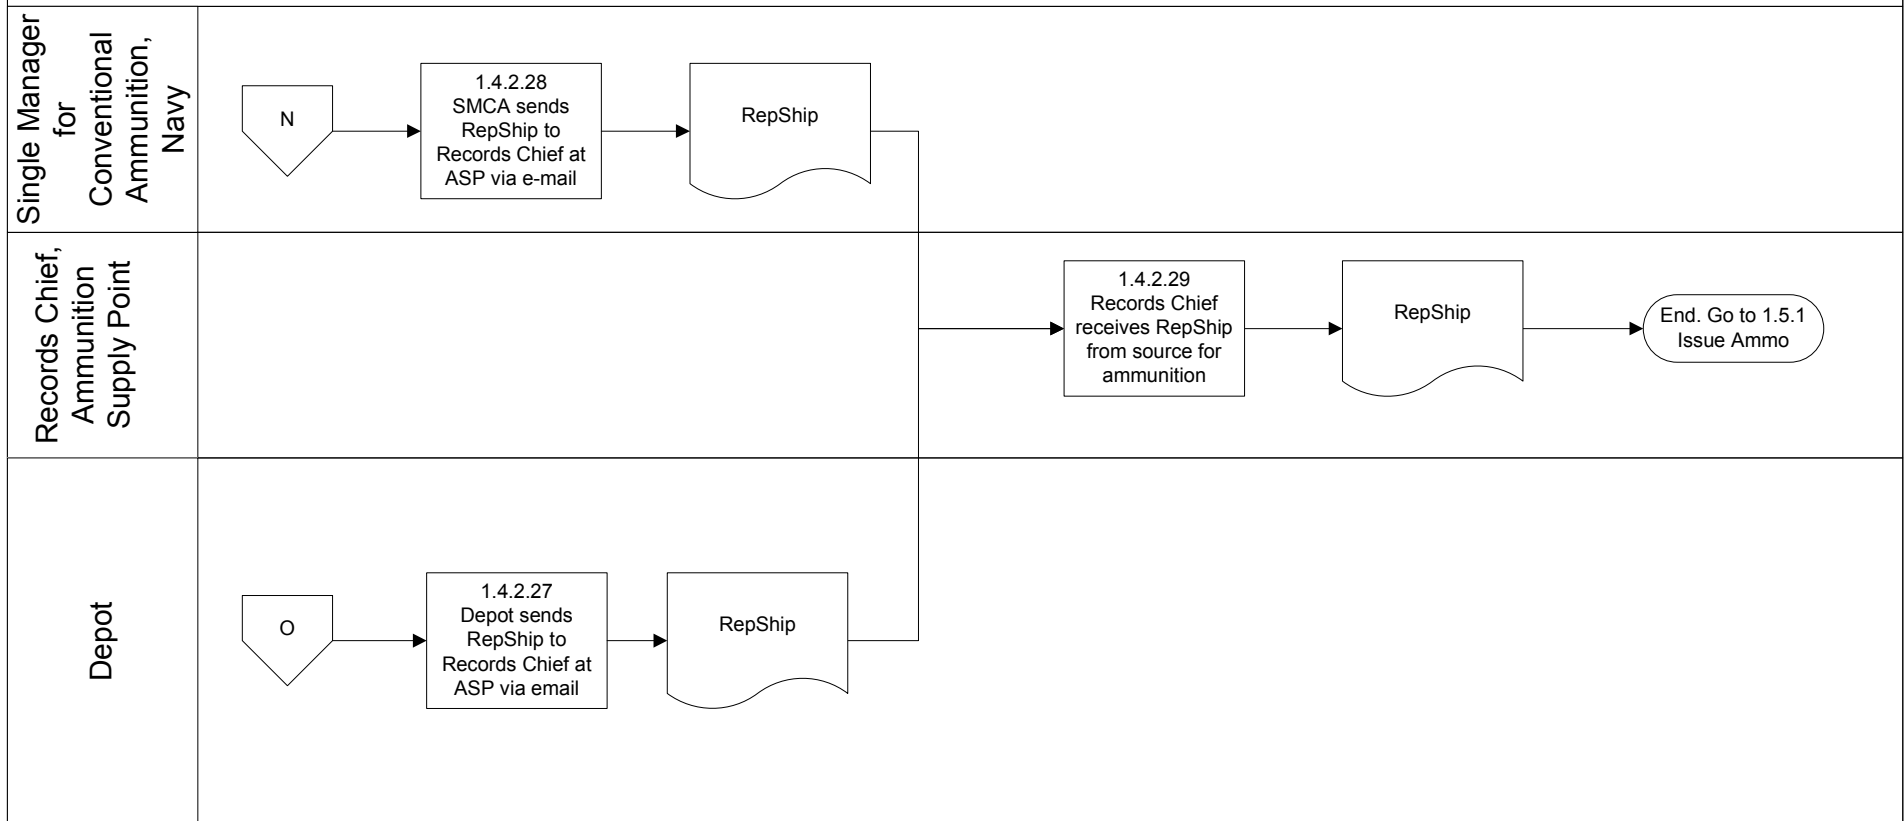 Single Manager
for
Conventional
Ammunition,
Navy
N
1.4.2.28
SMCA sends
RepShip to
Records Chief at
ASP via e-mail
RepShip
Records Chief,
Ammunition
Supply Point
1.4.2.29
Records Chief
receives RepShip
from source for
ammunition
RepShip
End. Go to 1.5.1
Issue Ammo
Depot
O
1.4.2.27
Depot sends
RepShip to
Records Chief at
ASP via email
RepShip